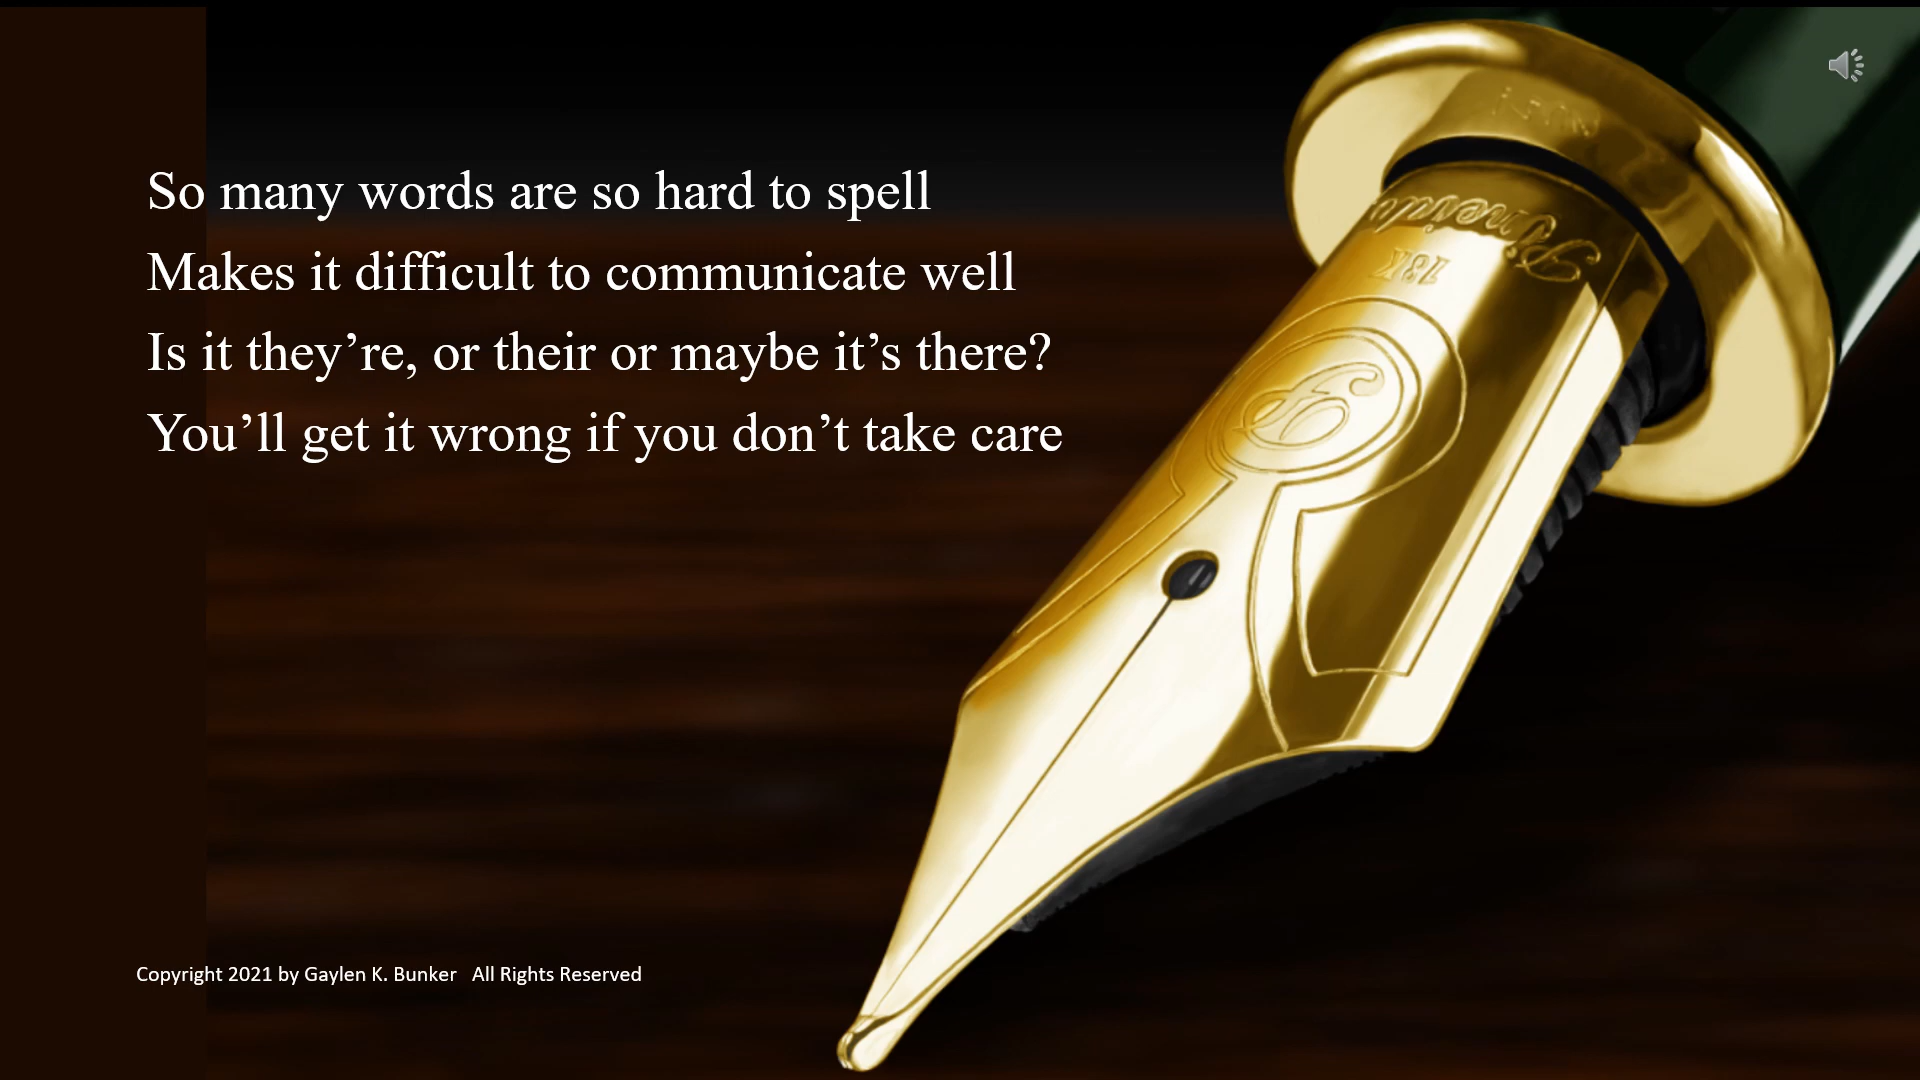 So many words are so hard to spell
Makes it difficult to communicate well
Is it they’re, or their or maybe it’s there?
You’ll get it wrong if you don’t take care
18K
Copyright 2021 by Gaylen K. Bunker   All Rights Reserved